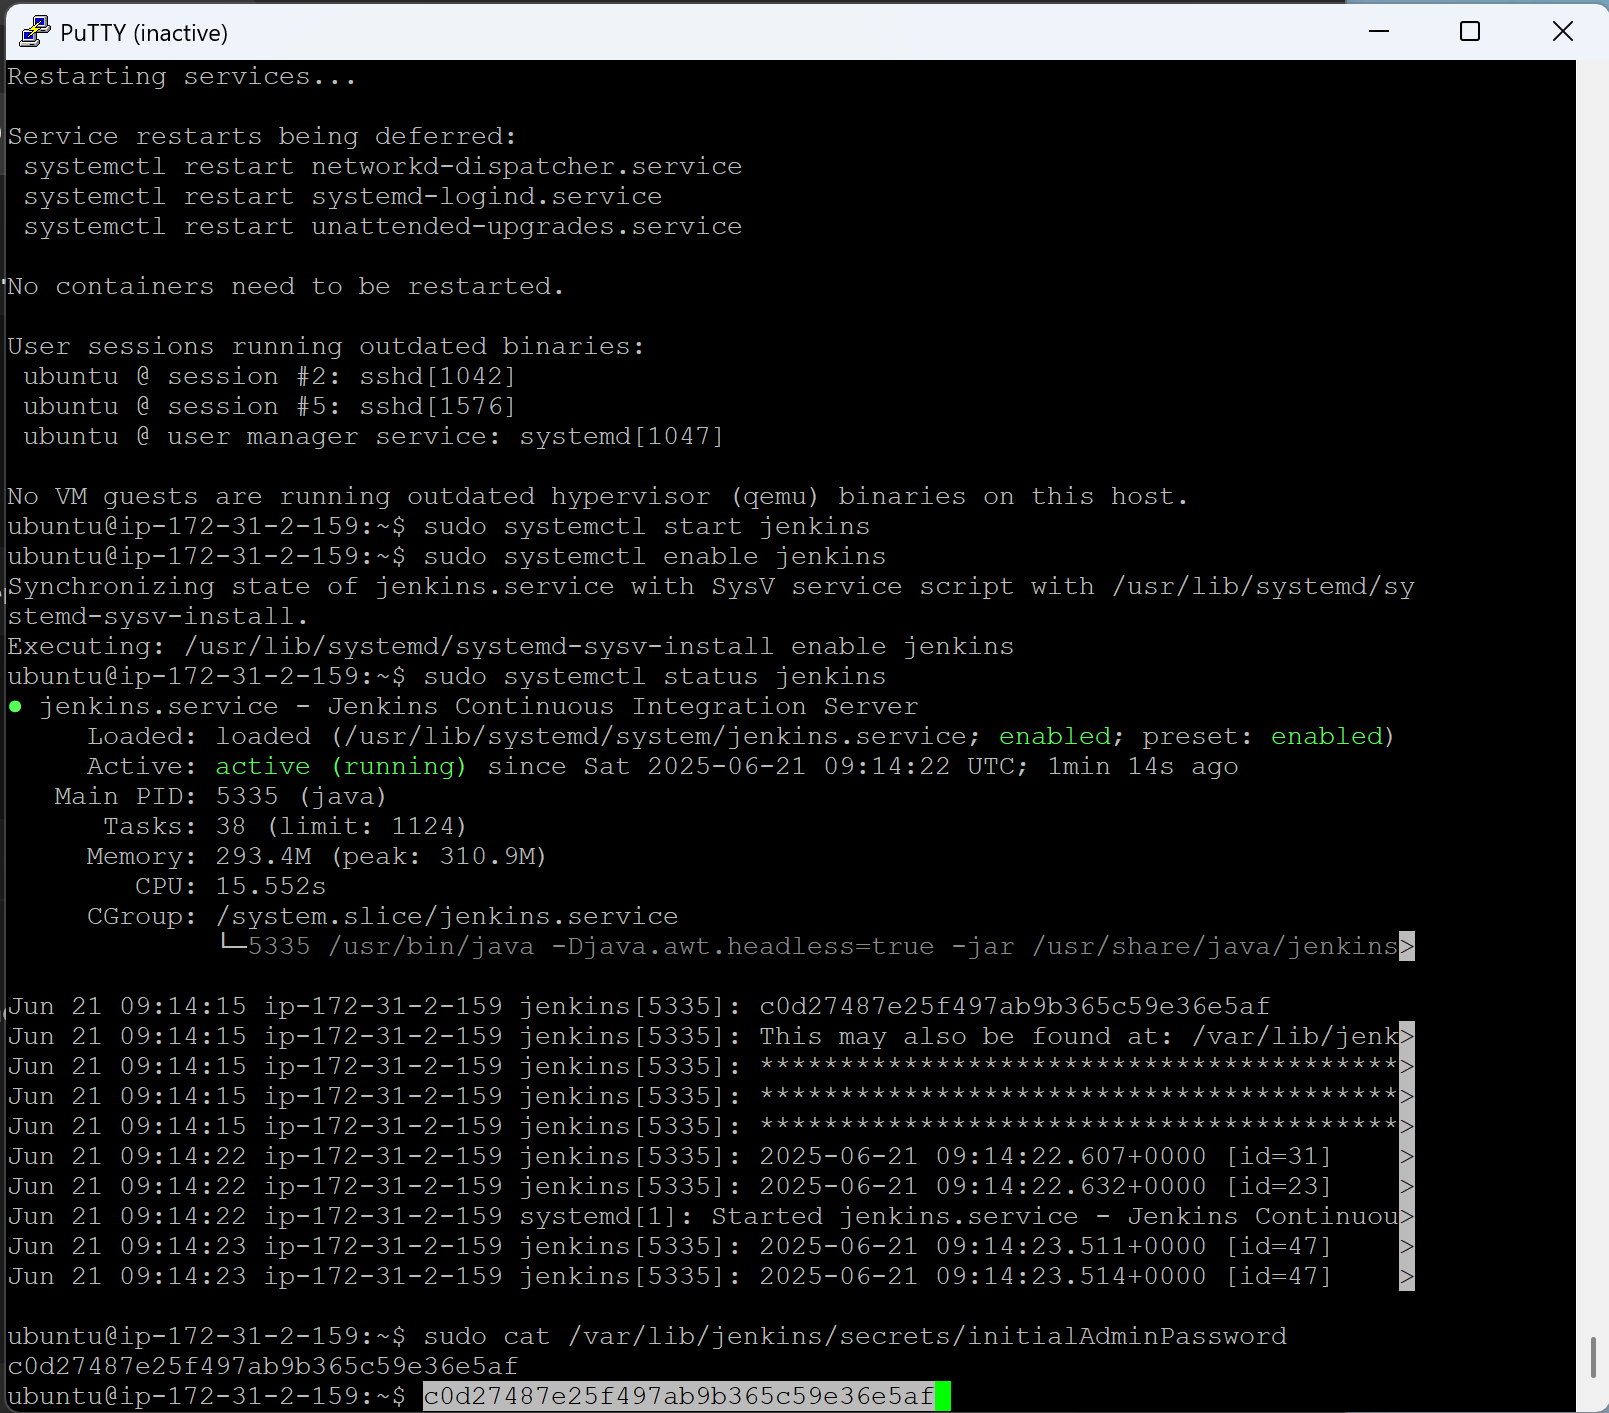 PuTTY (inactive)
Restarting services...
Service restarts being deferred:
 systemctl restart networkd-dispatcher.service
 systemctl restart systemd-logind.service
 systemctl restart unattended-upgrades.service
No containers need to be restarted.
User sessions running outdated binaries:
 ubuntu @ session #2: sshd[1042]
 ubuntu @ session #5: sshd[1576]
 ubuntu @ user manager service: systemd[1047]
No VM guests are running outdated hypervisor (qemu) binaries on this host.
ubuntu@ip-172-31-2-159:~$ sudo systemctl start jenkins
ubuntu@ip-172-31-2-159:~$ sudo systemctl enable jenkins
Synchronizing state of jenkins.service with SysV service script with /usr/lib/systemd/sy
stemd-sysv-install.
Executing: /usr/lib/systemd/systemd-sysv-install enable jenkins
ubuntu@ip-172-31-2-159:~$ sudo systemctl status jenkins
● jenkins.service - Jenkins Continuous Integration Server
     Loaded: loaded (/usr/lib/systemd/system/jenkins.service; enabled; preset: enabled)
     Active: active (running) since Sat 2025-06-21 09:14:22 UTC; 1min 14s ago
   Main PID: 5335 (java)
      Tasks: 38 (limit: 1124)
     Memory: 293.4M (peak: 310.9M)
        CPU: 15.552s
     CGroup: /system.slice/jenkins.service
             └─5335 /usr/bin/java -Djava.awt.headless=true -jar /usr/share/java/jenkins>
Jun 21 09:14:15 ip-172-31-2-159 jenkins[5335]: c0d27487e25f497ab9b365c59e36e5af
Jun 21 09:14:15 ip-172-31-2-159 jenkins[5335]: This may also be found at: /var/lib/jenk>
Jun 21 09:14:15 ip-172-31-2-159 jenkins[5335]: ****************************************>
Jun 21 09:14:15 ip-172-31-2-159 jenkins[5335]: ****************************************>
Jun 21 09:14:15 ip-172-31-2-159 jenkins[5335]: ****************************************>
Jun 21 09:14:22 ip-172-31-2-159 jenkins[5335]: 2025-06-21 09:14:22.607+0000 [id=31]    >
Jun 21 09:14:22 ip-172-31-2-159 jenkins[5335]: 2025-06-21 09:14:22.632+0000 [id=23]    >
Jun 21 09:14:22 ip-172-31-2-159 systemd[1]: Started jenkins.service - Jenkins Continuou>
Jun 21 09:14:23 ip-172-31-2-159 jenkins[5335]: 2025-06-21 09:14:23.511+0000 [id=47]    >
Jun 21 09:14:23 ip-172-31-2-159 jenkins[5335]: 2025-06-21 09:14:23.514+0000 [id=47]    >
ubuntu@ip-172-31-2-159:~$ sudo cat /var/lib/jenkins/secrets/initialAdminPassword
c0d27487e25f497ab9b365c59e36e5af
ubuntu@ip-172-31-2-159:~$ c0d27487e25f497ab9b365c59e36e5af